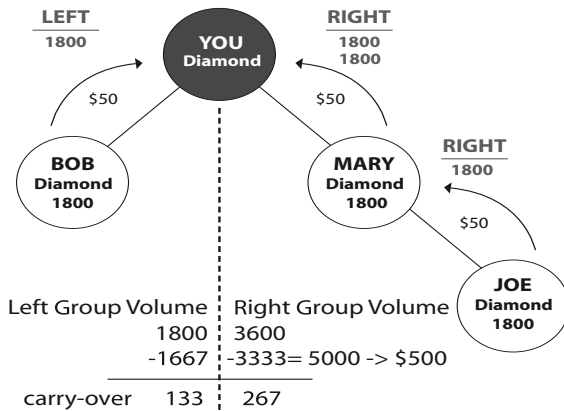 LEFT
1800
YOU
Diamond
RIGHT
1800
1800
$50
$50
BOB
Diamond
1800
MARY
Diamond
1800
RIGHT
1800
$50
JOE
Diamond
1800
Left Group Volume
Right Group Volume
1800 3600
-1667 -3333= 5000 -> $500
carry-over 133 267